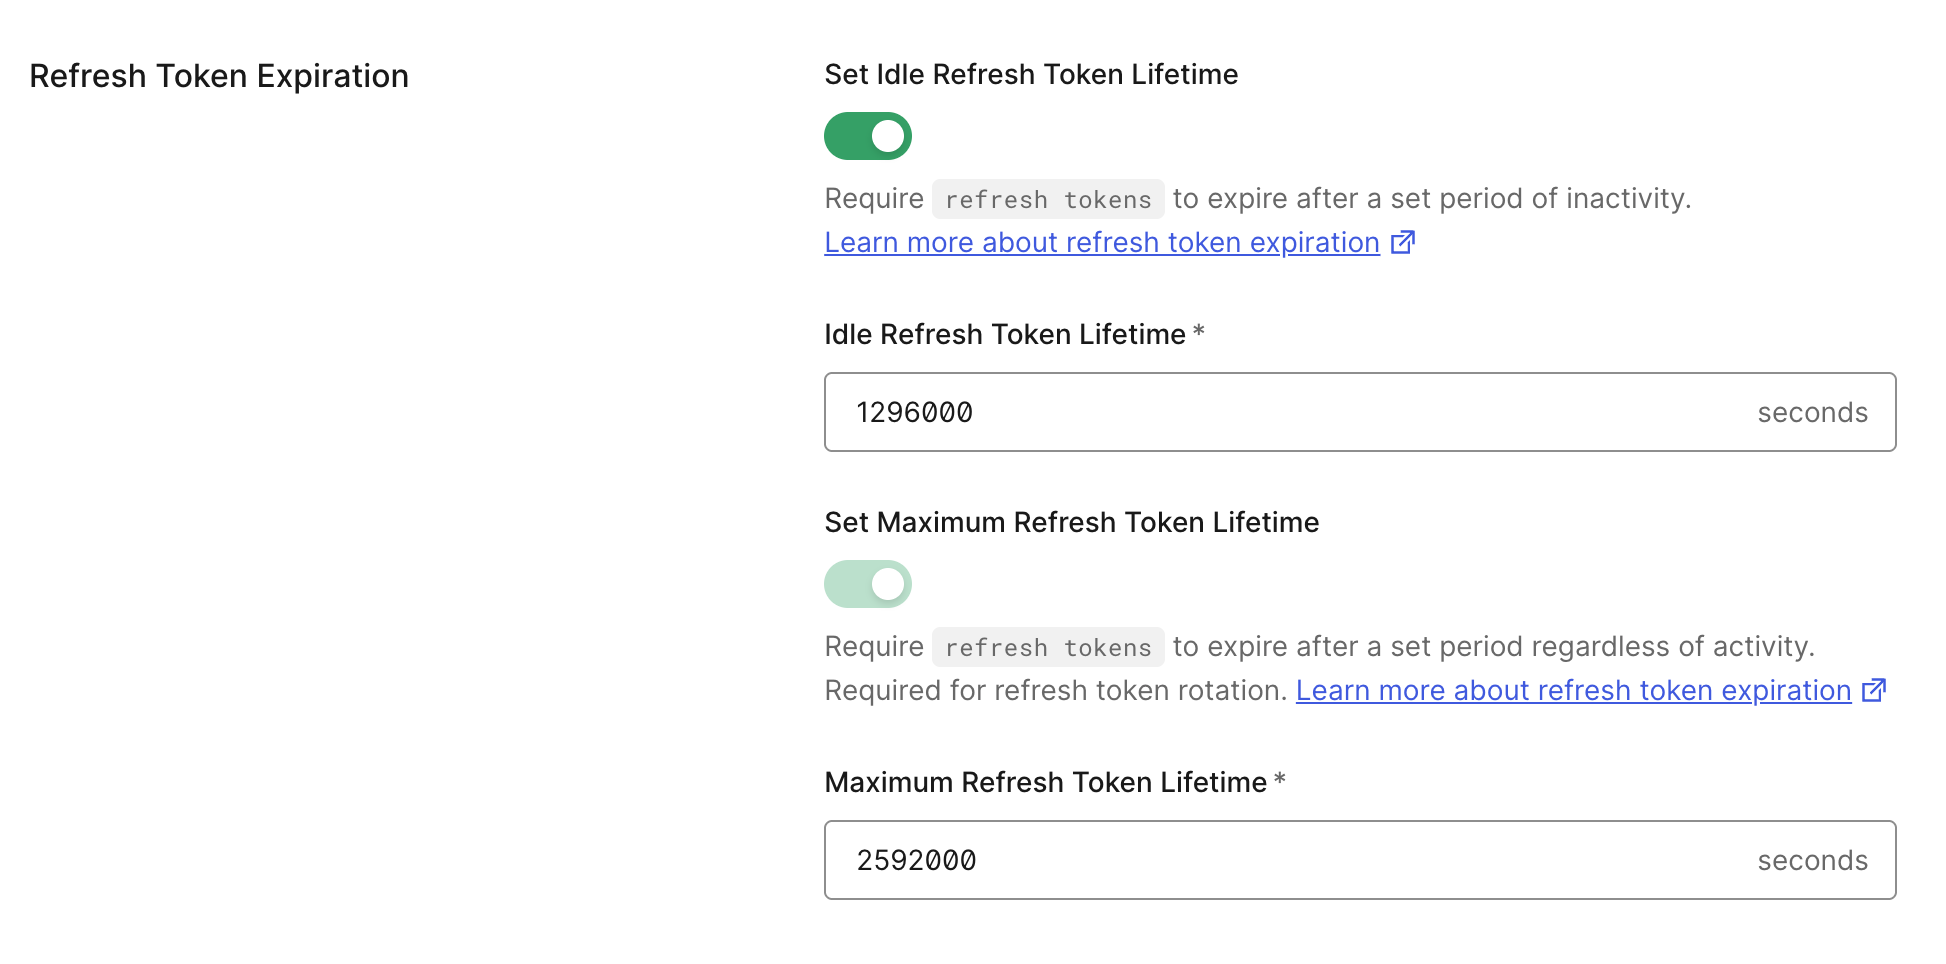 Refresh Token Expiration
Set Idle Refresh Token Lifetime
Require refresh tokens to expire after a set period of inactivity.
Learn more about refresh token expiration
Idle Refresh Token Lifetime *
1296000 seconds
Set Maximum Refresh Token Lifetime
Require refresh tokens to expire after a set period regardless of activity.
Required for refresh token rotation. Learn more about refresh token expiration
Maximum Refresh Token Lifetime *
2592000 seconds